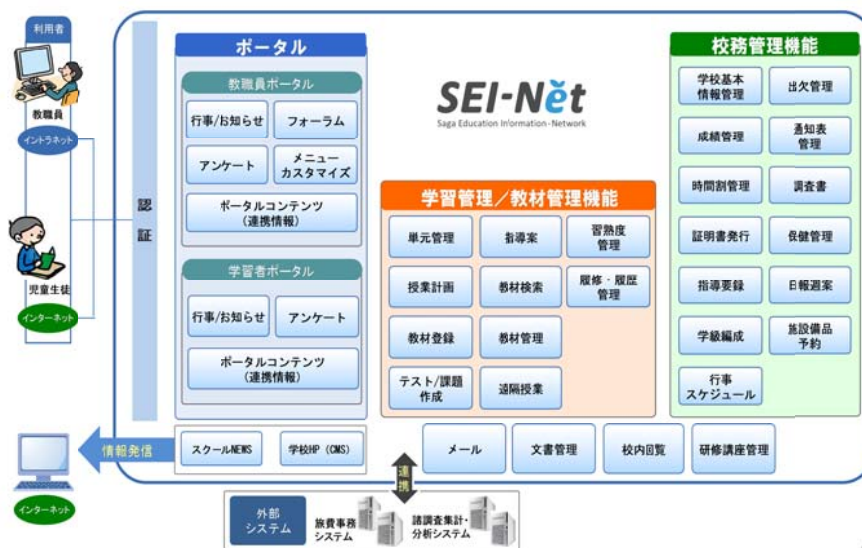 利用者
教職員
イントラネット
児童生徒
インターネット
認証
ポータル
教職員ポータル
行事/お知らせ
フォーラム
アンケート
メニュー
カスタマイズ
ポータルコンテンツ
(連携情報)
学習者ポータル
行事/お知らせ
アンケート
ポータルコンテンツ
(連携情報)
SEI-Nět
Saga Education Information-Network
学習管理/教材管理機能
単元管理
指導案
習熟度
管理
授業計画
教材検索
履修・履歴
管理
教材登録
教材管理
テスト/課題
作成
遠隔授業
校務管理機能
学校基本
情報管理
出欠管理
成績管理
通知表
管理
時間割管理
調査書
証明書発行
保健管理
指導要録
日報週案
学級編成
施設備品
予約
行事
スケジュール
情報発信
スクールNEWS
学校HP (CMS)
メール
文書管理
校内回覧
研修講座管理
インターネット
連携
外部
システム
旅費事務
システム
諸調査集計・
分析システム